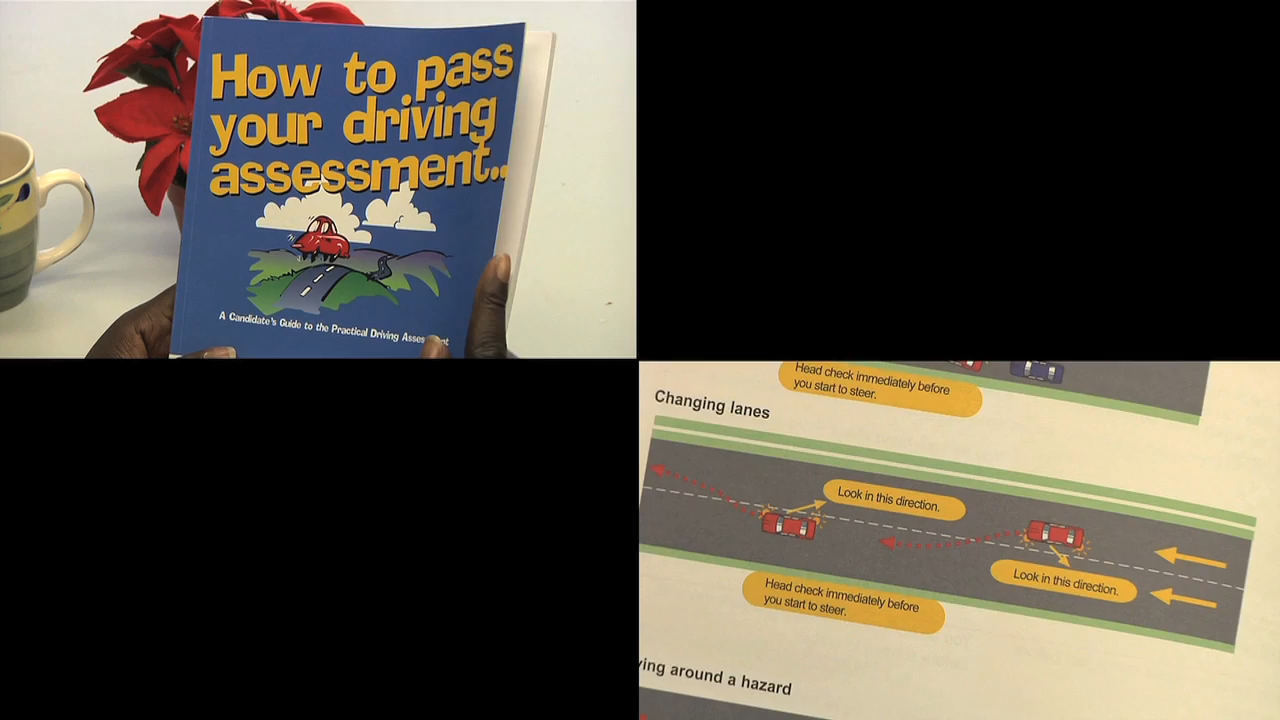 How to pass
your driving
assessment..
A Candidate's Guide to the Practical Driving
Head check immediately before
you start to steer.
Changing lanes
Look in this direction.
Look in this direction.
Head check immediately before
you start to steer.
around a hazard